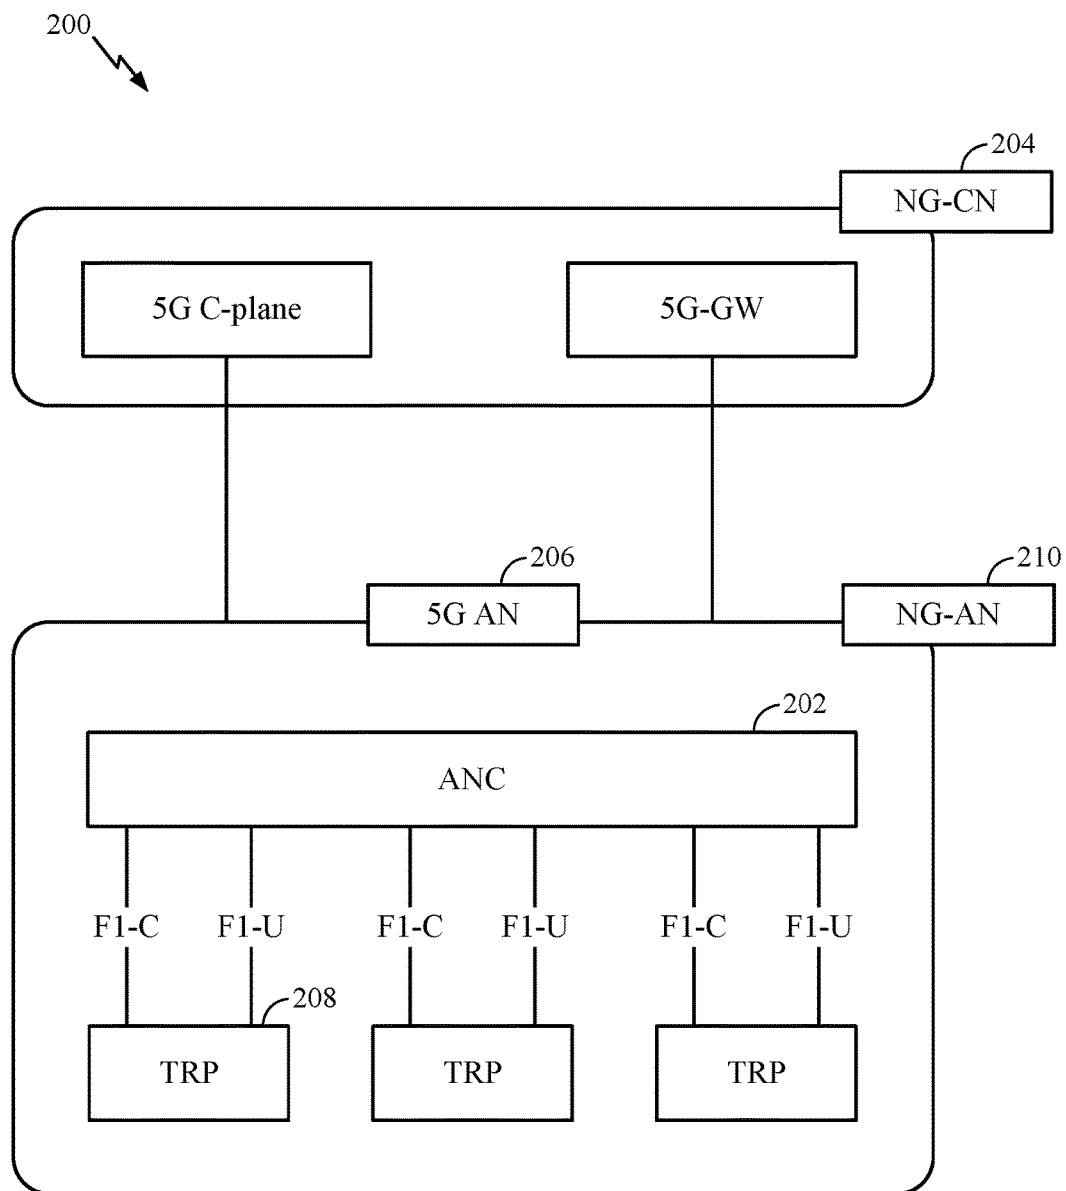 200
204
NG-CN
5G C-plane
5G-GW
206
210
5G AN
NG-AN
202
ANC
F1-C F1-U F1-C F1-U F1-C F1-U
208
TRP TRP TRP